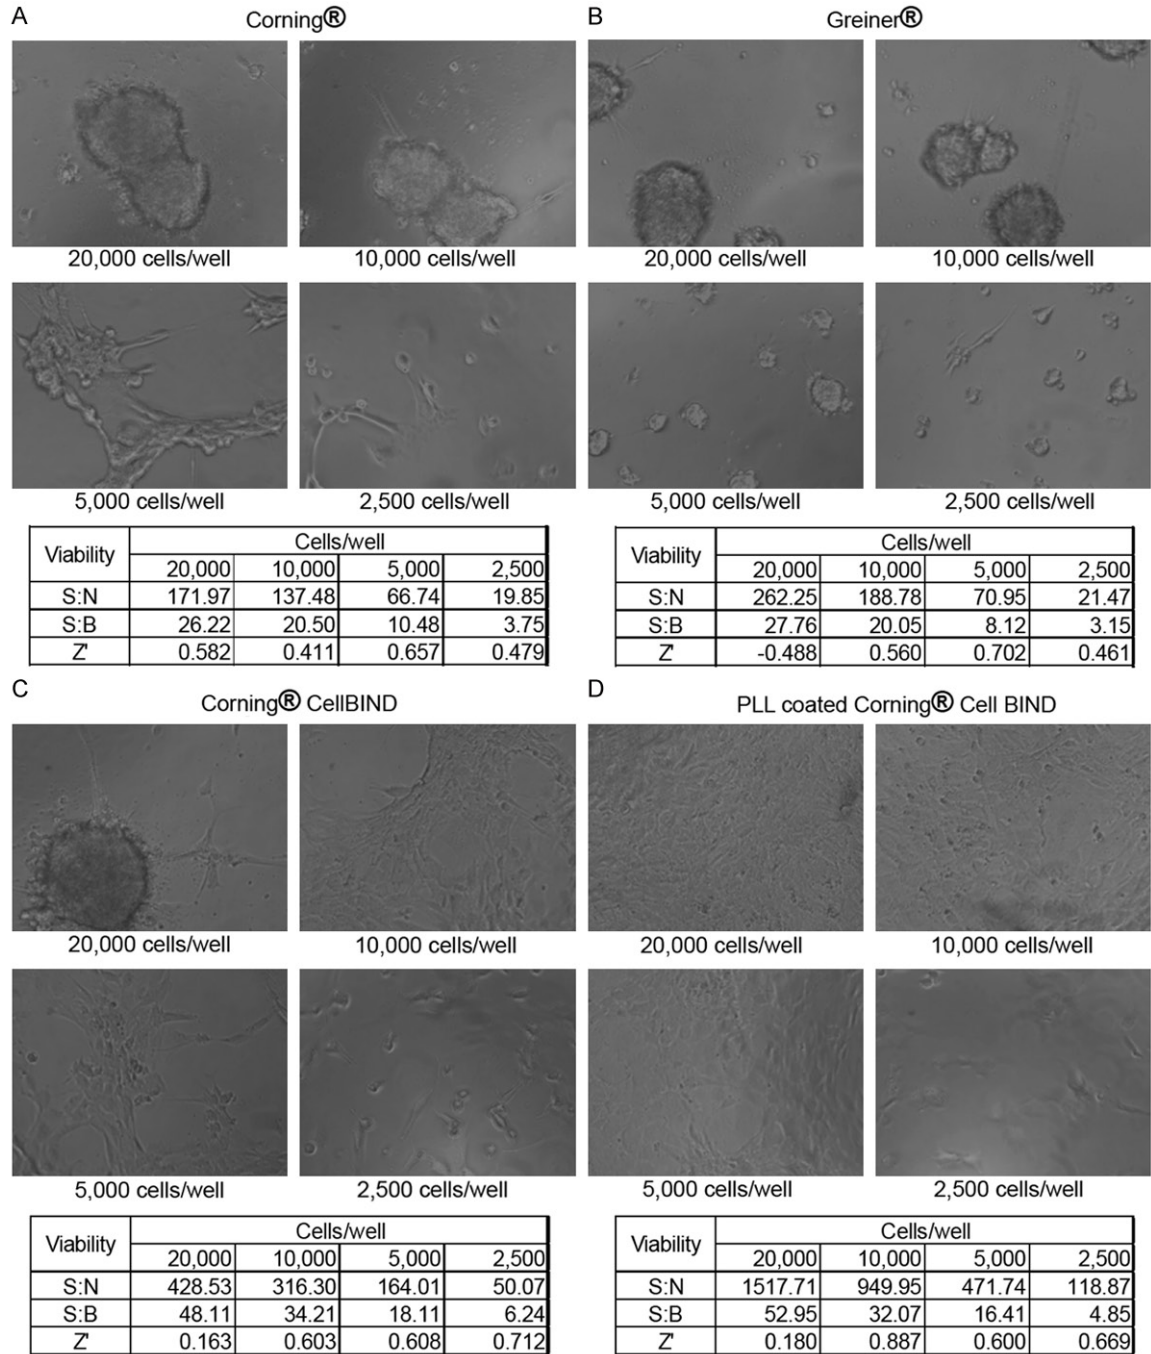 A
Corning®
20,000 cells/well
10,000 cells/well
5,000 cells/well
2,500 cells/well
Viability
Cells/well
20,000 10,000 5,000 2,500
S:N 171.97 137.48 66.74 19.85
S:B 26.22 20.50 10.48 3.75
Z' 0.582 0.411 0.657 0.479
B
Greiner®
20,000 cells/well
10,000 cells/well
5,000 cells/well
2,500 cells/well
Viability
Cells/well
20,000 10,000 5,000 2,500
S:N 262.25 188.78 70.95 21.47
S:B 27.76 20.05 8.12 3.15
Z' -0.488 0.560 0.702 0.461
C
Corning® CellBIND
20,000 cells/well
10,000 cells/well
5,000 cells/well
2,500 cells/well
Viability
Cells/well
20,000 10,000 5,000 2,500
S:N 428.53 316.30 164.01 50.07
S:B 48.11 34.21 18.11 6.24
Z' 0.163 0.603 0.608 0.712
D
PLL coated Corning® Cell BIND
20,000 cells/well
10,000 cells/well
5,000 cells/well
2,500 cells/well
Viability
Cells/well
20,000 10,000 5,000 2,500
S:N 1517.71 949.95 471.74 118.87
S:B 52.95 32.07 16.41 4.85
Z' 0.180 0.887 0.600 0.669